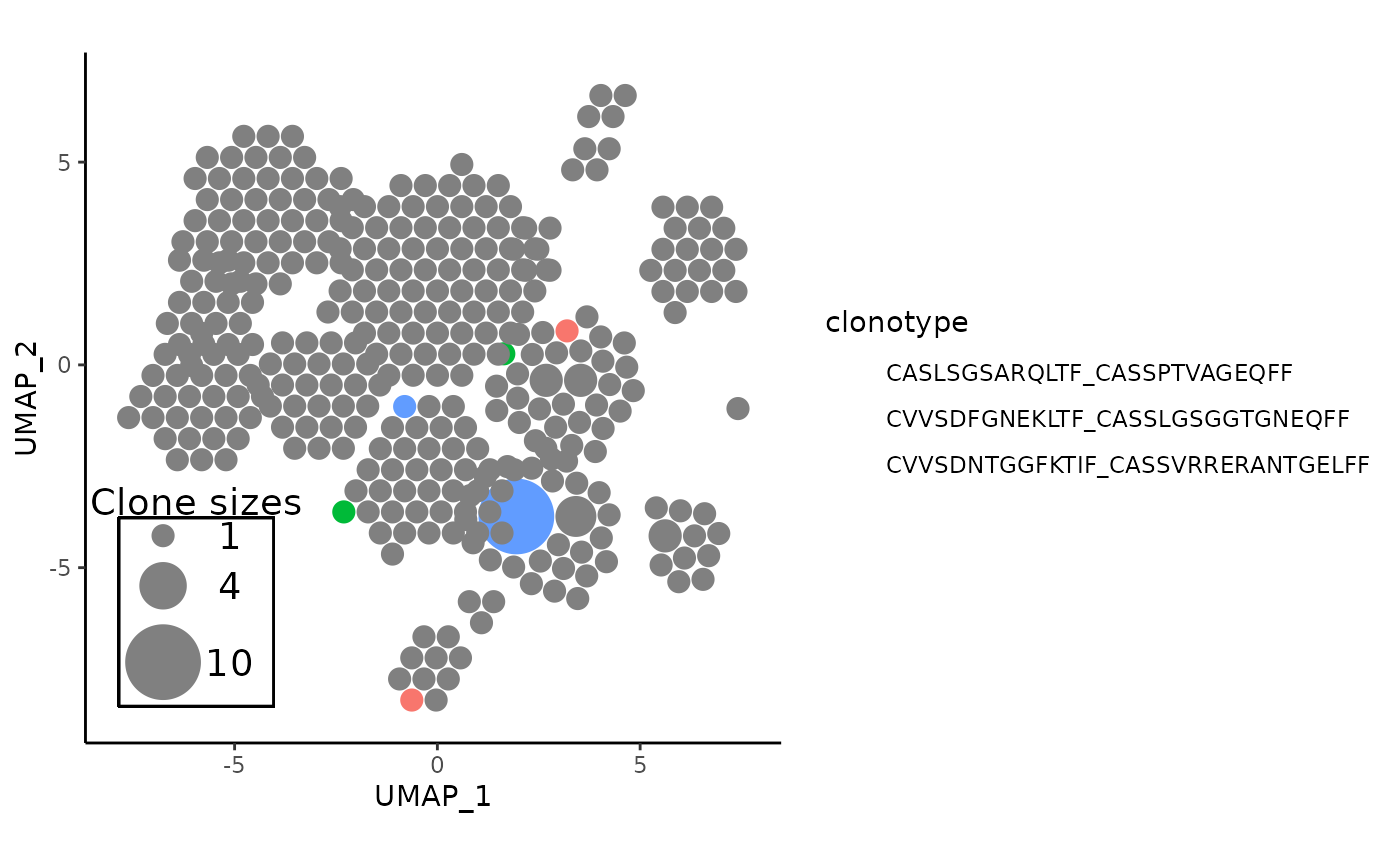 5
0
-5
UMAP_2
Clone sizes
1
4
10
-5 0 5
UMAP_1
clonotype
CASLSGSARQLTF_CASSPTVAGEQFF
CVVSDFGNEKLTF_CASSLGSGGTGNEQFF
CVVSDNTGGFKTIF_CASSVRRERANTGELFF